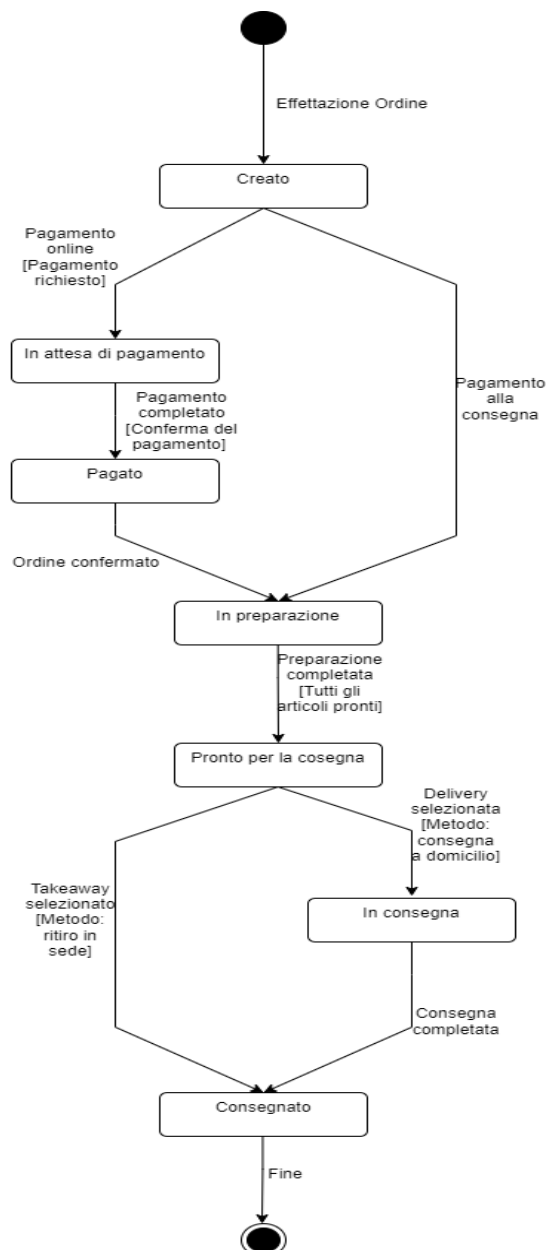 Effettazione Ordine
Creato
Pagamento
online
[Pagamento
richiesto]
In attesa di pagamento
Pagamento
alla
consegna
Pagamento
completato
[Conferma del
pagamento]
Pagato
Ordine confermato
In preparazione
Preparazione
completata
[Tutti gli
articoli pronti]
Pronto per la cosegna
Delivery
selezionata
[Metodo:
consegna
a domicilio]
Takeaway
selezionato
[Metodo:
ritiro in
sede]
In consegna
Consegna
completata
Consegnato
Fine